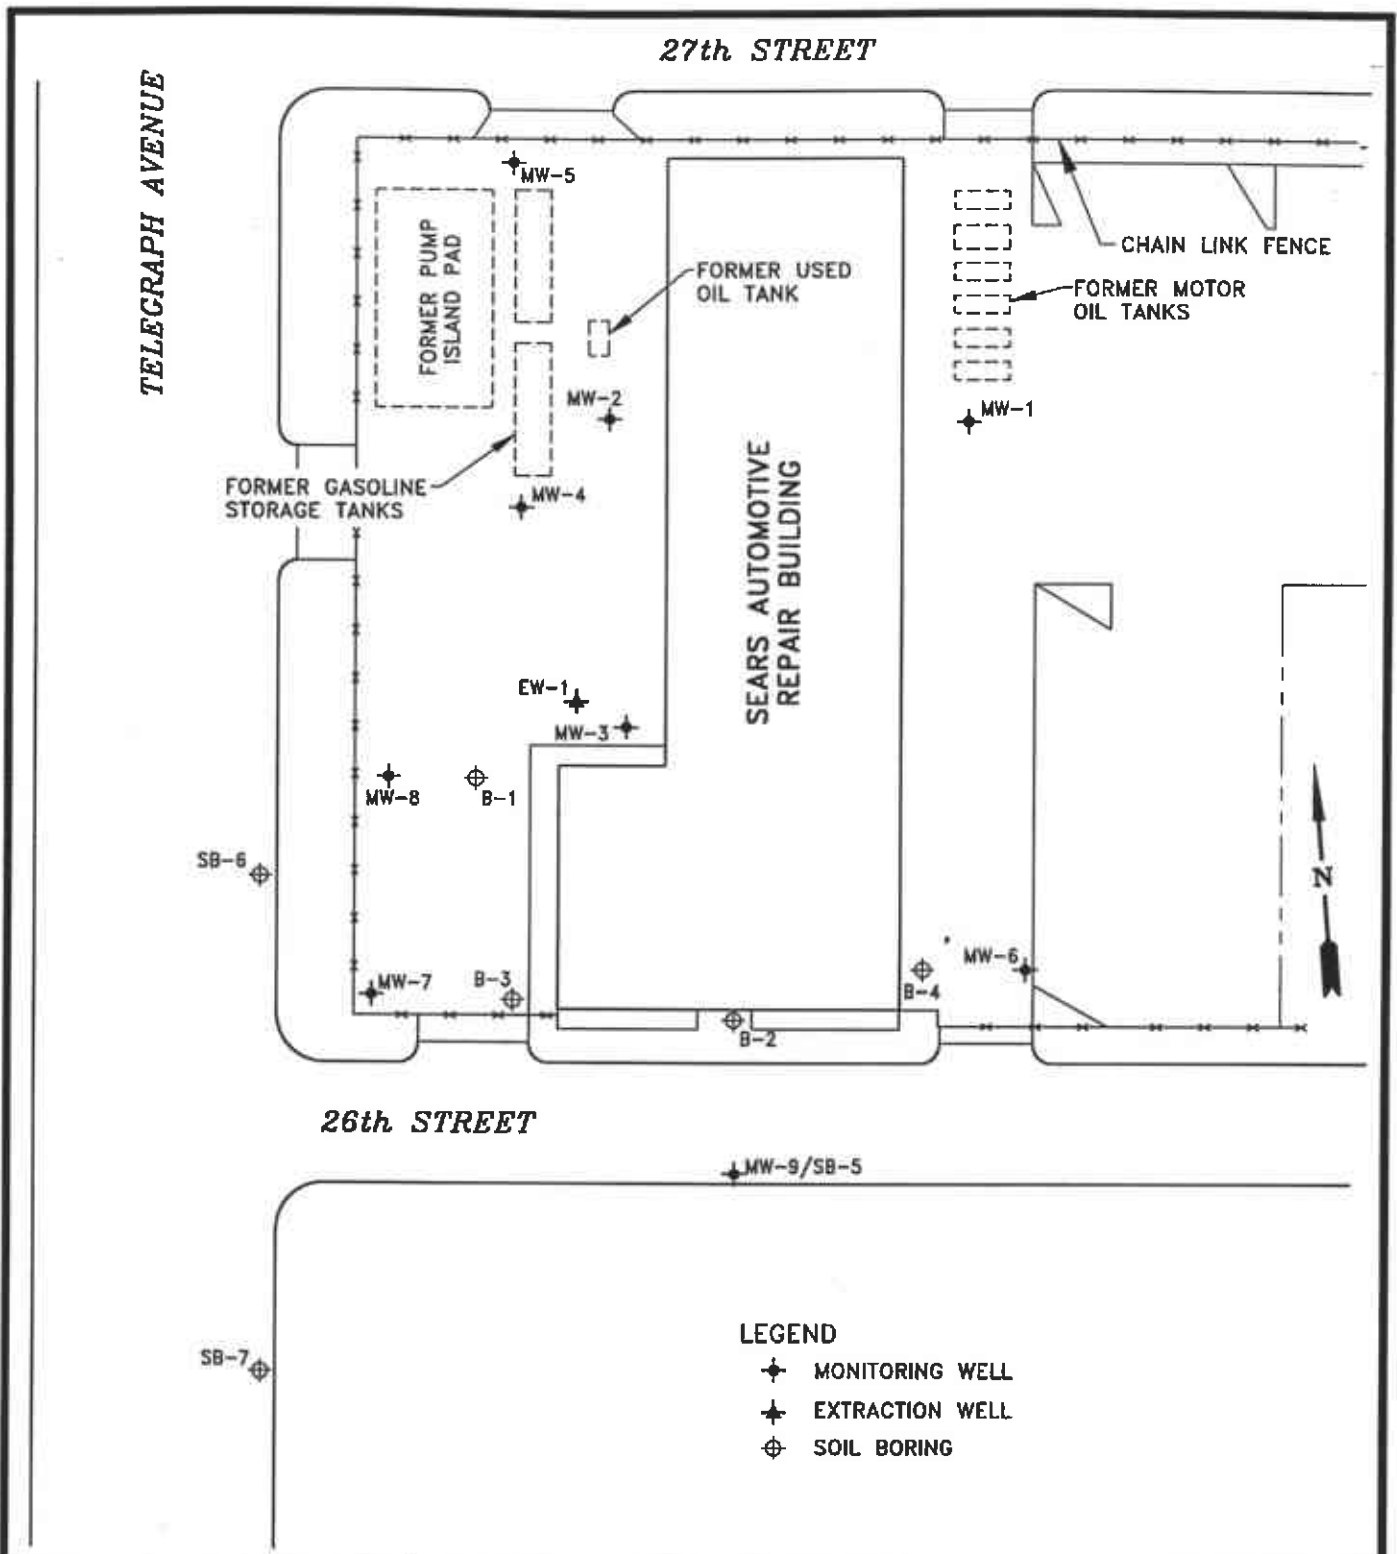 27th STREET
TELEGRAPH AVENUE
MW-5
FORMER PUMP
ISLAND PAD
CHAIN LINK FENCE
FORMER USED
OIL TANK
FORMER MOTOR
OIL TANKS
MW-2
MW-1
FORMER GASOLINE
STORAGE TANKS
MW-4
SEARS AUTOMOTIVE
REPAIR BUILDING
EW-1
MW-3
MW-8
B-1
SB-6
N
MW-6
MW-7
B-3
B-4
B-2
26th STREET
MW-9/SB-5
LEGEND
SB-7
MONITORING WELL
EXTRACTION WELL
SOIL BORING